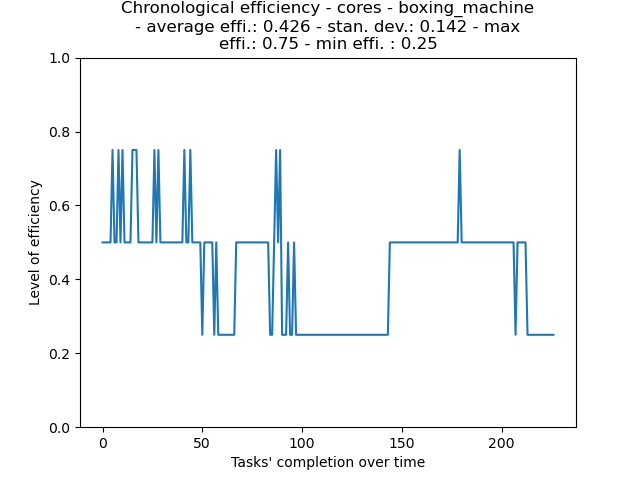 Chronological efficiency - cores - boxing_machine
- average effi.: 0.426 - stan. dev.: 0.142 - max
effi.: 0.75 - min effi. : 0.25
1.0
0.8
0.6
0.4
0.2
0.0
Level of efficiency
0 50 100 150 200
Tasks' completion over time